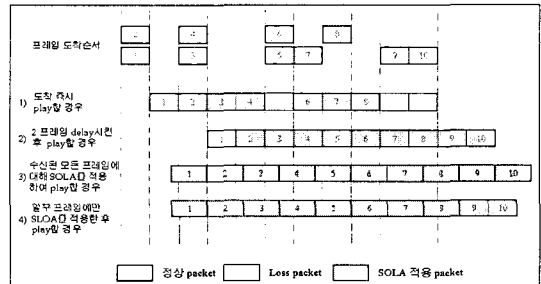 프레임 도착순서
2 4 6 8
1 3 5 7 9 10
1) 도착 즉시
play할 경우
1 2 3 4 6 7 8
2) 2 프레임 delay시킨
후 play할 경우
1 2 3 4 5 6 7 8 9 10
수신된 모든 프레임에
3) 대해 SOLA를 적용
하여 play할 경우
1 2 3 4 5 6 7 8 9 10
일부 프레임에만
4) SLOA를 적용한 후
play할 경우
1 2 3 4 5 6 7 8 9 10
정상 packet Loss packet SOLA 적용 packet